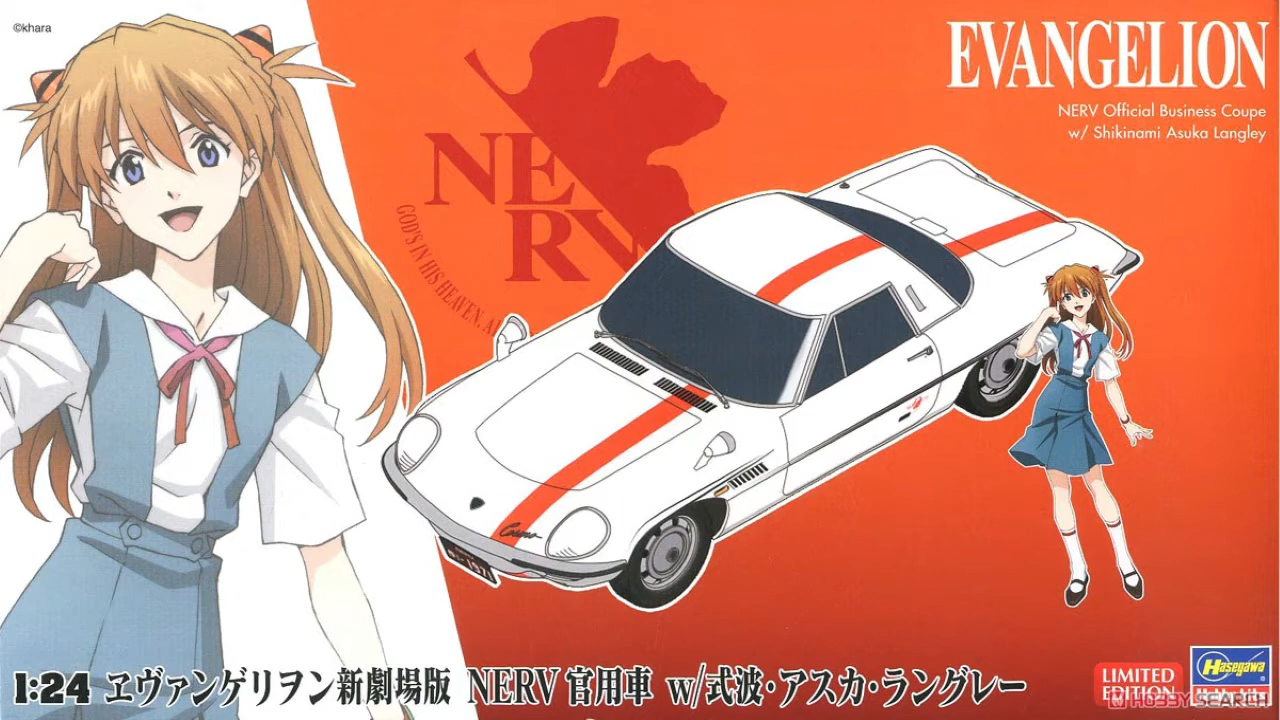 ©khara
EVANGELION
NERV Official Business Coupe
w/ Shikinami Asuka Langley
NERV
GOD'S IN HIS HEAVEN.
Cosmo
1:24 ヱヴァンゲリヲン新劇場版 NERV 官用車 w/式波・アスカ・ラングレー
LIMITED
EDITION
Hasegawa
HOBBY SEARCH